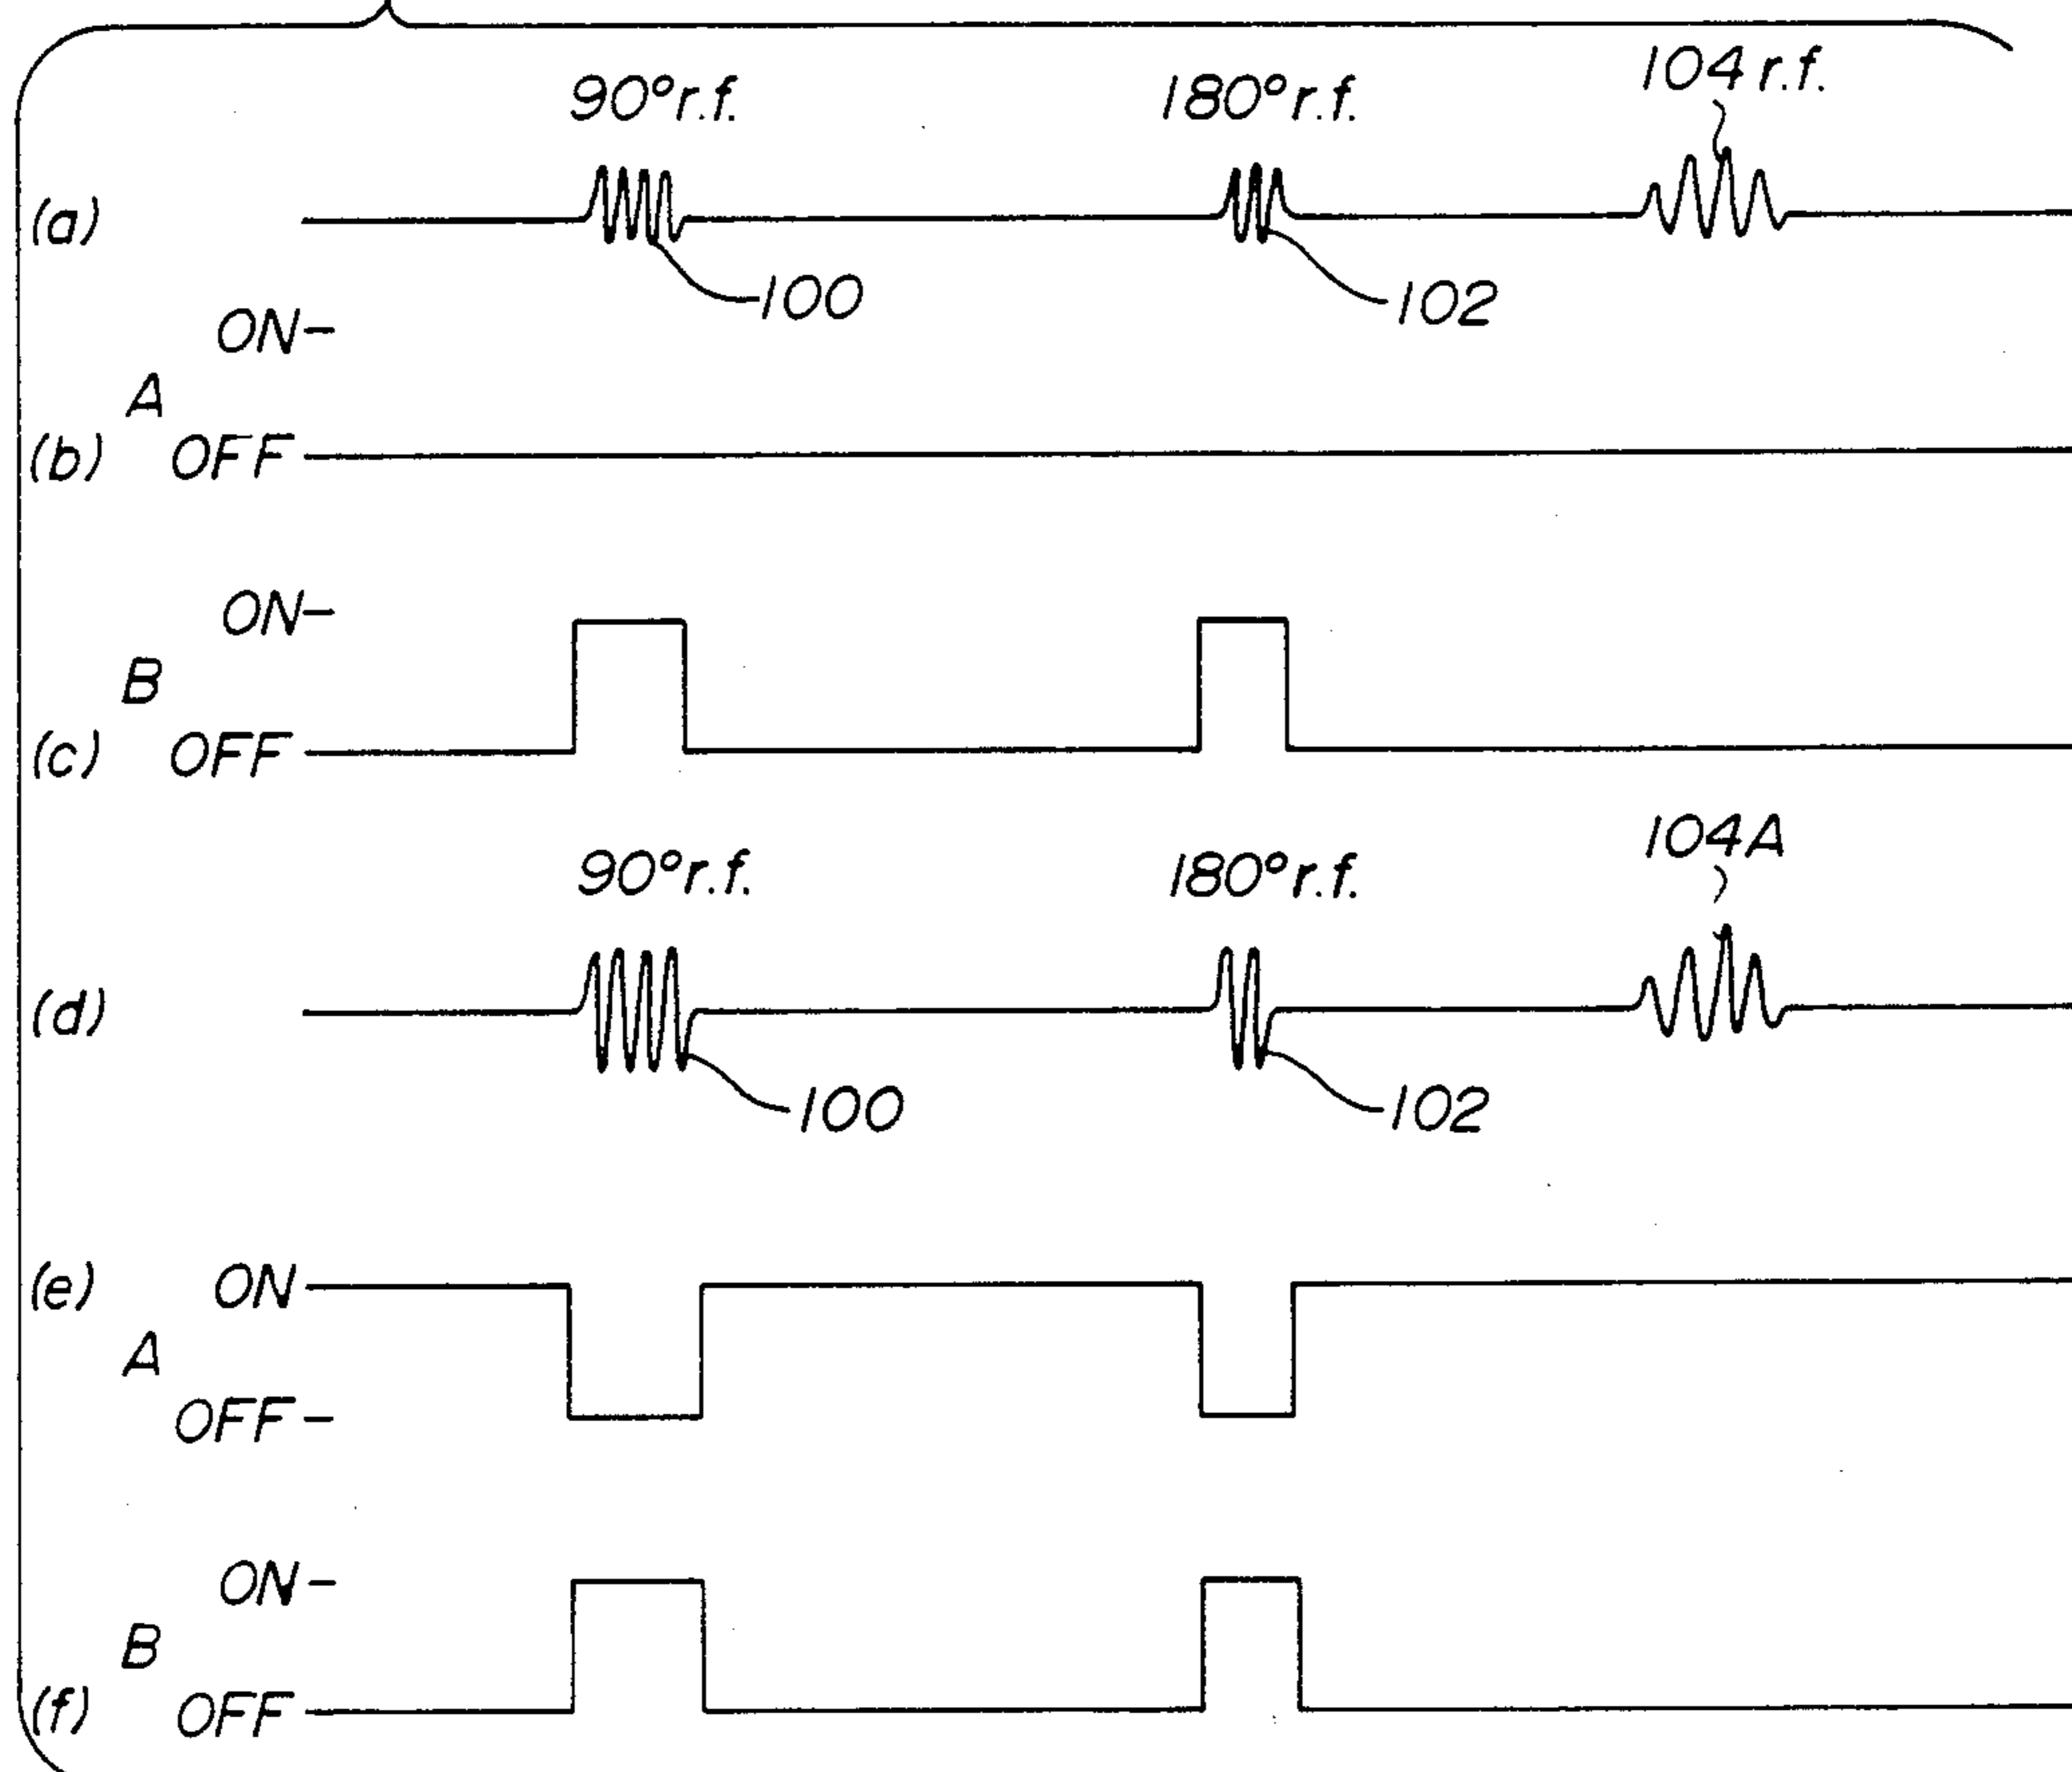 90°r.f. 180°r.f. 104 r.f.
(a)
100 102
ON-
A
(b) OFF
ON-
B
(c) OFF
90°r.f. 180°r.f. 104A
(d)
100 102
(e) ON
A
OFF-
ON-
B
(f) OFF